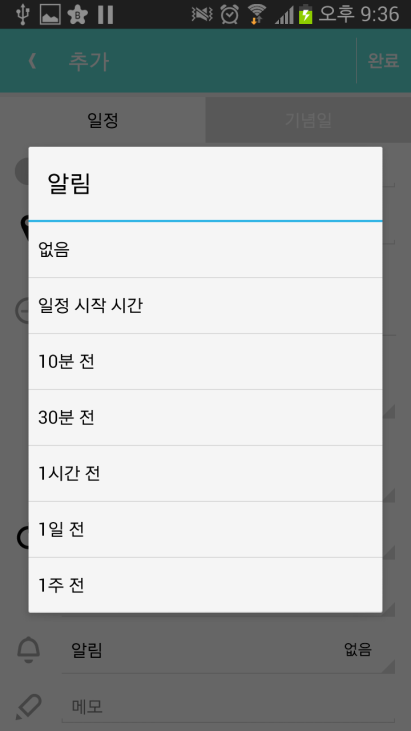 오후 9:36
추가
완료
일정
기념일
알림
없음
일정 시작 시간
10분 전
30분 전
1시간 전
1일 전
1주 전
알림 없음
메모